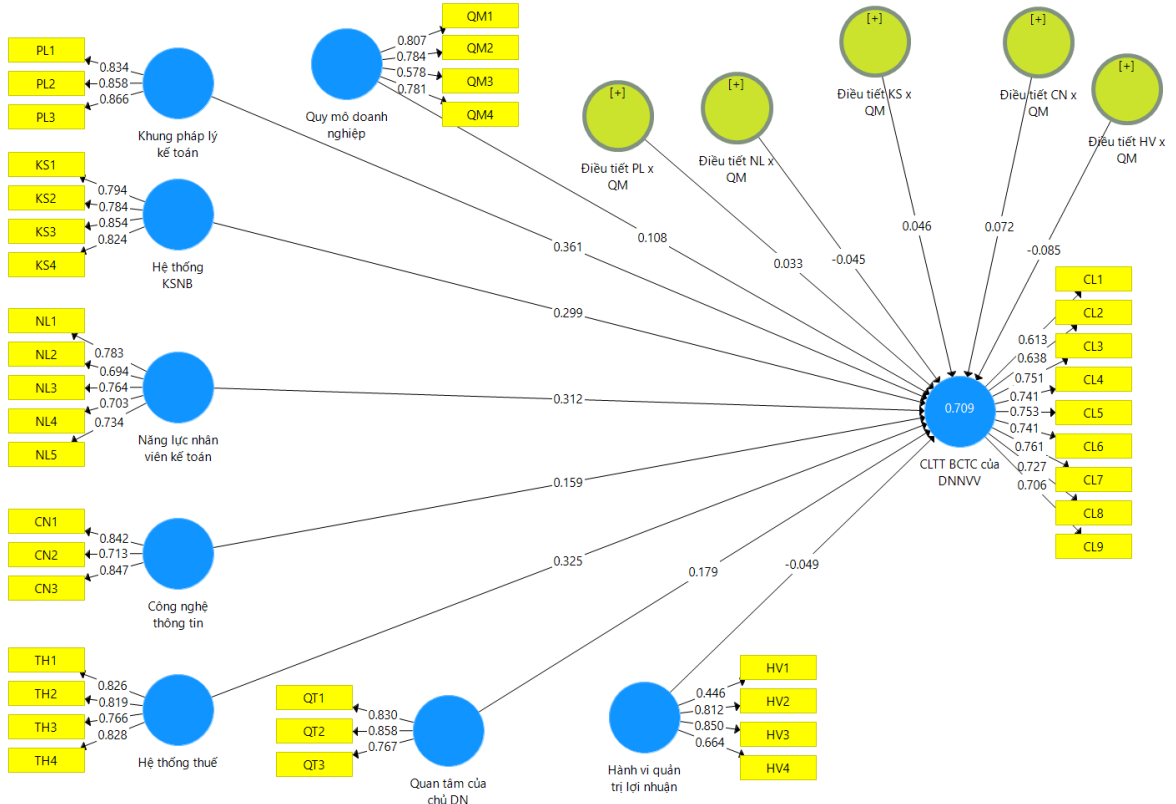 PL1
PL2
PL3
0.834
0.858
0.866
Khung pháp lý
kế toán
QM1
QM2
QM3
QM4
0.807
0.784
0.578
0.781
Quy mô doanh
nghiệp
[+]
Điều tiết PL x
QM
[+]
Điều tiết NL x
QM
[+]
Điều tiết KS x
QM
[+]
Điều tiết CN x
QM
[+]
Điều tiết HV x
QM
KS1
KS2
KS3
KS4
0.794
0.784
0.854
0.824
Hệ thống
KSNB
NL1
NL2
NL3
NL4
NL5
0.783
0.694
0.764
0.703
0.734
Năng lực nhân
viên kế toán
CN1
CN2
CN3
0.842
0.713
0.847
Công nghệ
thông tin
TH1
TH2
TH3
TH4
0.826
0.819
0.766
0.828
Hệ thống thuế
QT1
QT2
QT3
0.830
0.858
0.767
Quan tâm của
chủ DN
HV1
HV2
HV3
HV4
0.446
0.812
0.850
0.664
Hành vi quản
trị lợi nhuận
0.361
0.108
0.033
-0.045
0.046
0.072
-0.085
0.299
0.312
0.159
0.325
0.179
-0.049
0.709
CLTT BCTC của
DNNVV
0.613
0.638
0.751
0.741
0.753
0.741
0.761
0.727
0.706
CL1
CL2
CL3
CL4
CL5
CL6
CL7
CL8
CL9